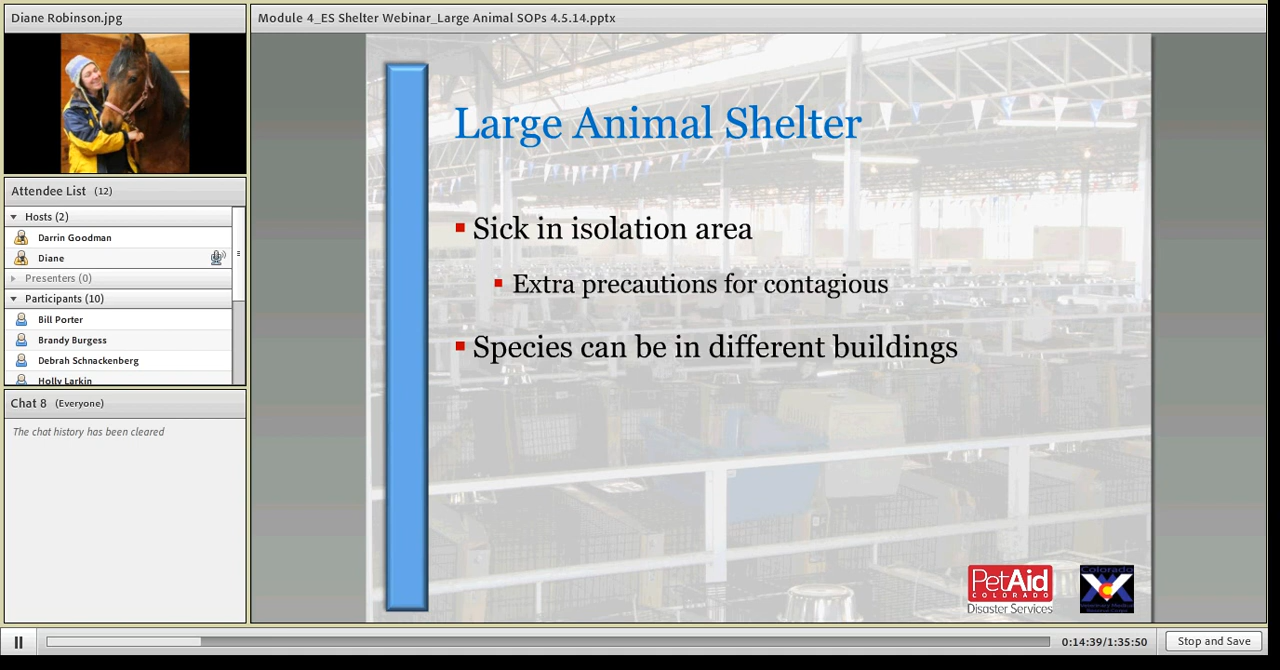 Diane Robinson.jpg
Module 4_ES Shelter Webinar_Large Animal SOPs 4.5.14.pptx
Attendee List (12)
Hosts (2)
Darrin Goodman
Diane
Presenters (0)
Participants (10)
Bill Porter
Brandy Burgess
Debrah Schnackenberg
Holly Larkin
Chat 8 (Everyone)
The chat history has been cleared
Large Animal Shelter
Sick in isolation area
Extra precautions for contagious
Species can be in different buildings
PetAid
COLORADO
Disaster Services
Colorado
0:14:39/1:35:50
Stop and Save